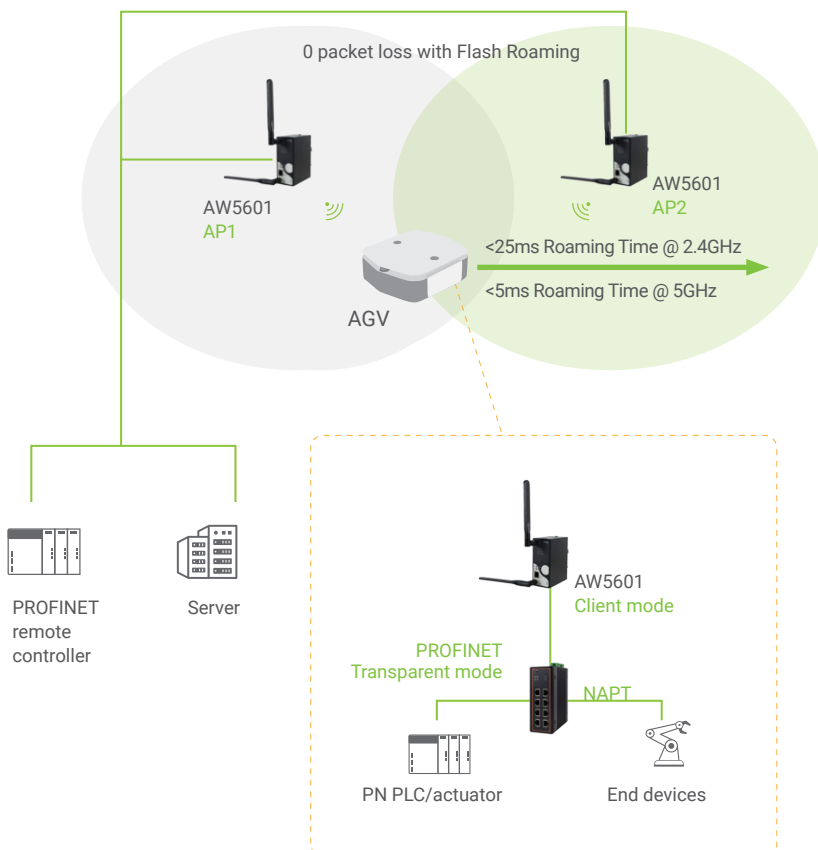 0 packet loss with Flash Roaming
AW5601
AP1
AW5601
AP2
<25ms Roaming Time @ 2.4GHz
<5ms Roaming Time @ 5GHz
AGV
PROFINET
remote
controller
Server
AW5601
Client mode
PROFINET
Transparent mode
NAPT
PN PLC/actuator
End devices